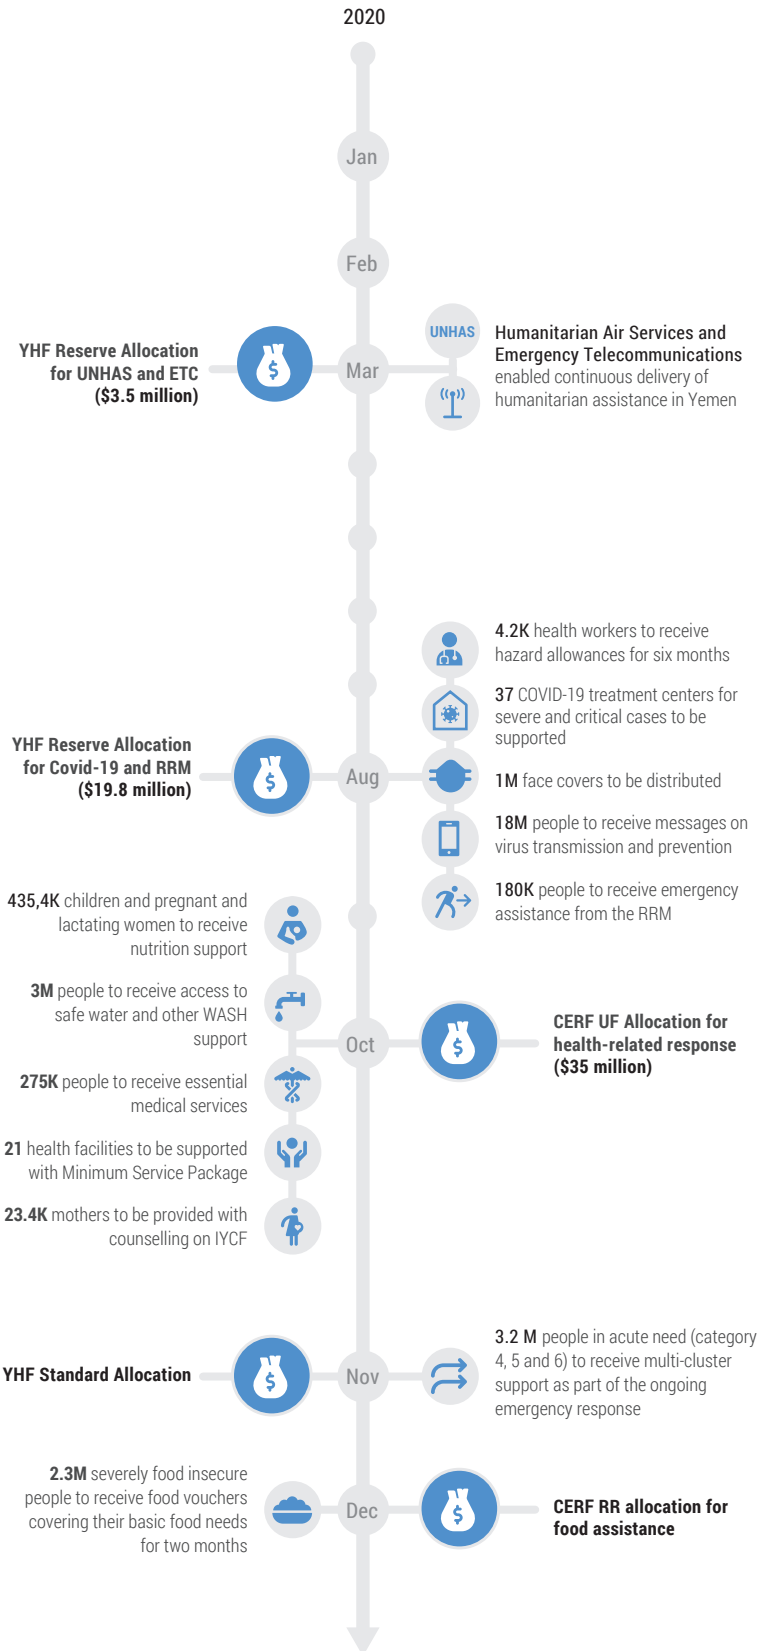 2020
Jan
Feb
YHF Reserve Allocation
for UNHAS and ETC
($3.5 million)
$
Mar
UNHAS
Humanitarian Air Services and
Emergency Telecommunications
enabled continuous delivery of
humanitarian assistance in Yemen
YHF Reserve Allocation
for Covid-19 and RRM
($19.8 million)
$
Aug
4.2K health workers to receive
hazard allowances for six months
37 COVID-19 treatment centers for
severe and critical cases to be
supported
1M face covers to be distributed
18M people to receive messages on
virus transmission and prevention
180K people to receive emergency
assistance from the RRM
435,4K children and pregnant and
lactating women to receive
nutrition support
3M people to receive access to
safe water and other WASH
support
275K people to receive essential
medical services
21 health facilities to be supported
with Minimum Service Package
23.4K mothers to be provided with
counselling on IYCF
Oct
$
CERF UF Allocation for
health-related response
($35 million)
YHF Standard Allocation
$
Nov
3.2 M people in acute need (category
4, 5 and 6) to receive multi-cluster
support as part of the ongoing
emergency response
2.3M severely food insecure
people to receive food vouchers
covering their basic food needs
for two months
Dec
$
CERF RR allocation for
food assistance